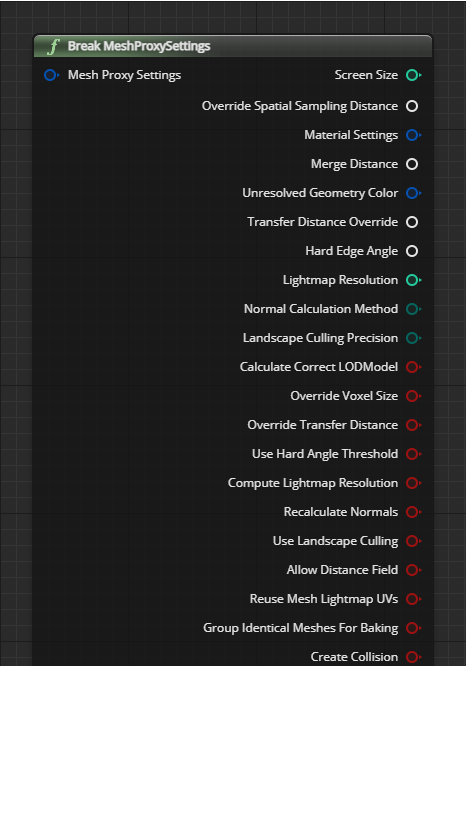 f Break MeshProxySettings
Mesh Proxy Settings Screen Size
Override Spatial Sampling Distance
Material Settings
Merge Distance
Unresolved Geometry Color
Transfer Distance Override
Hard Edge Angle
Lightmap Resolution
Normal Calculation Method
Landscape Culling Precision
Calculate Correct LODModel
Override Voxel Size
Override Transfer Distance
Use Hard Angle Threshold
Compute Lightmap Resolution
Recalculate Normals
Use Landscape Culling
Allow Distance Field
Reuse Mesh Lightmap UVs
Group Identical Meshes For Baking
Create Collision